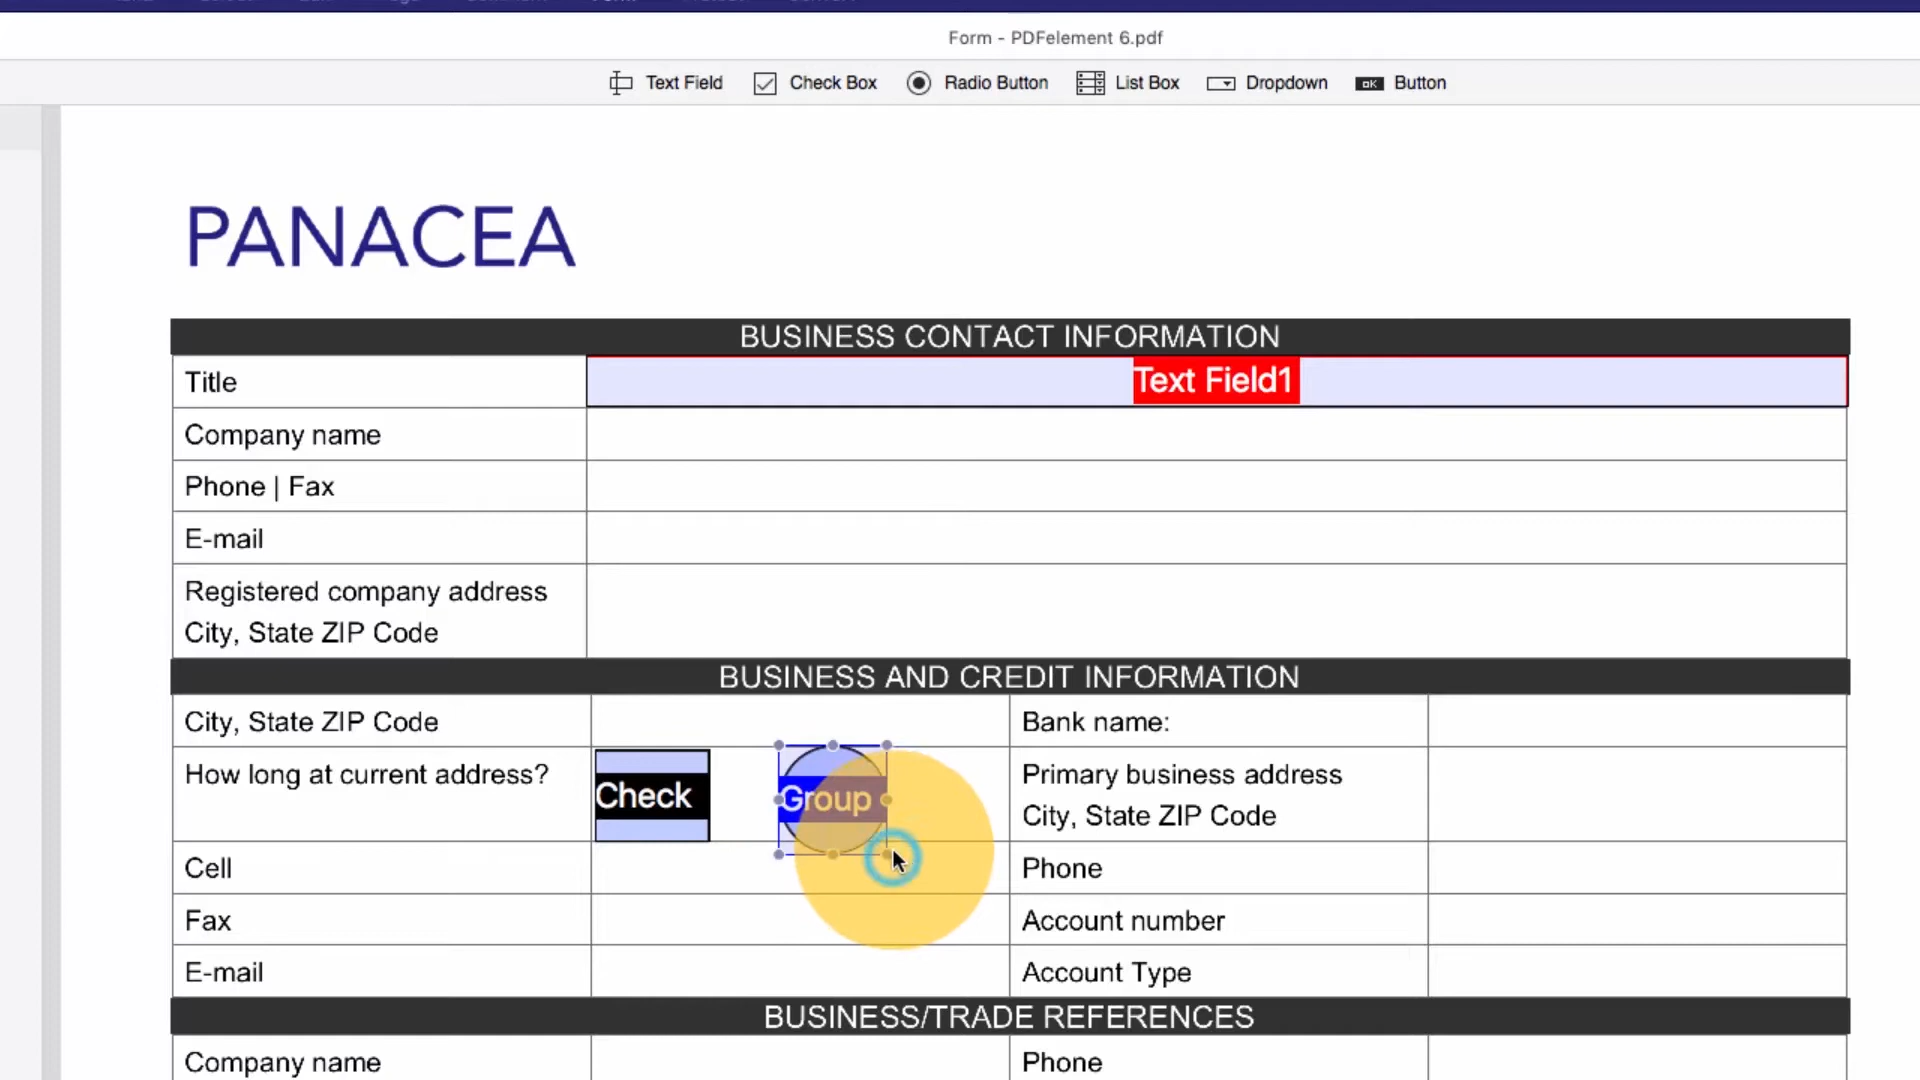 Form - PDFelement 6.pdf
Text Field Check Box Radio Button List Box Dropdown OK Button
PANACEA
BUSINESS CONTACT INFORMATION
Title Text Field1
Company name
Phone | Fax
E-mail
Registered company address
City, State ZIP Code
BUSINESS AND CREDIT INFORMATION
City, State ZIP Code Bank name:
How long at current address? Check Group Primary business address
City, State ZIP Code
Cell Phone
Fax Account number
E-mail Account Type
BUSINESS/TRADE REFERENCES
Company name Phone